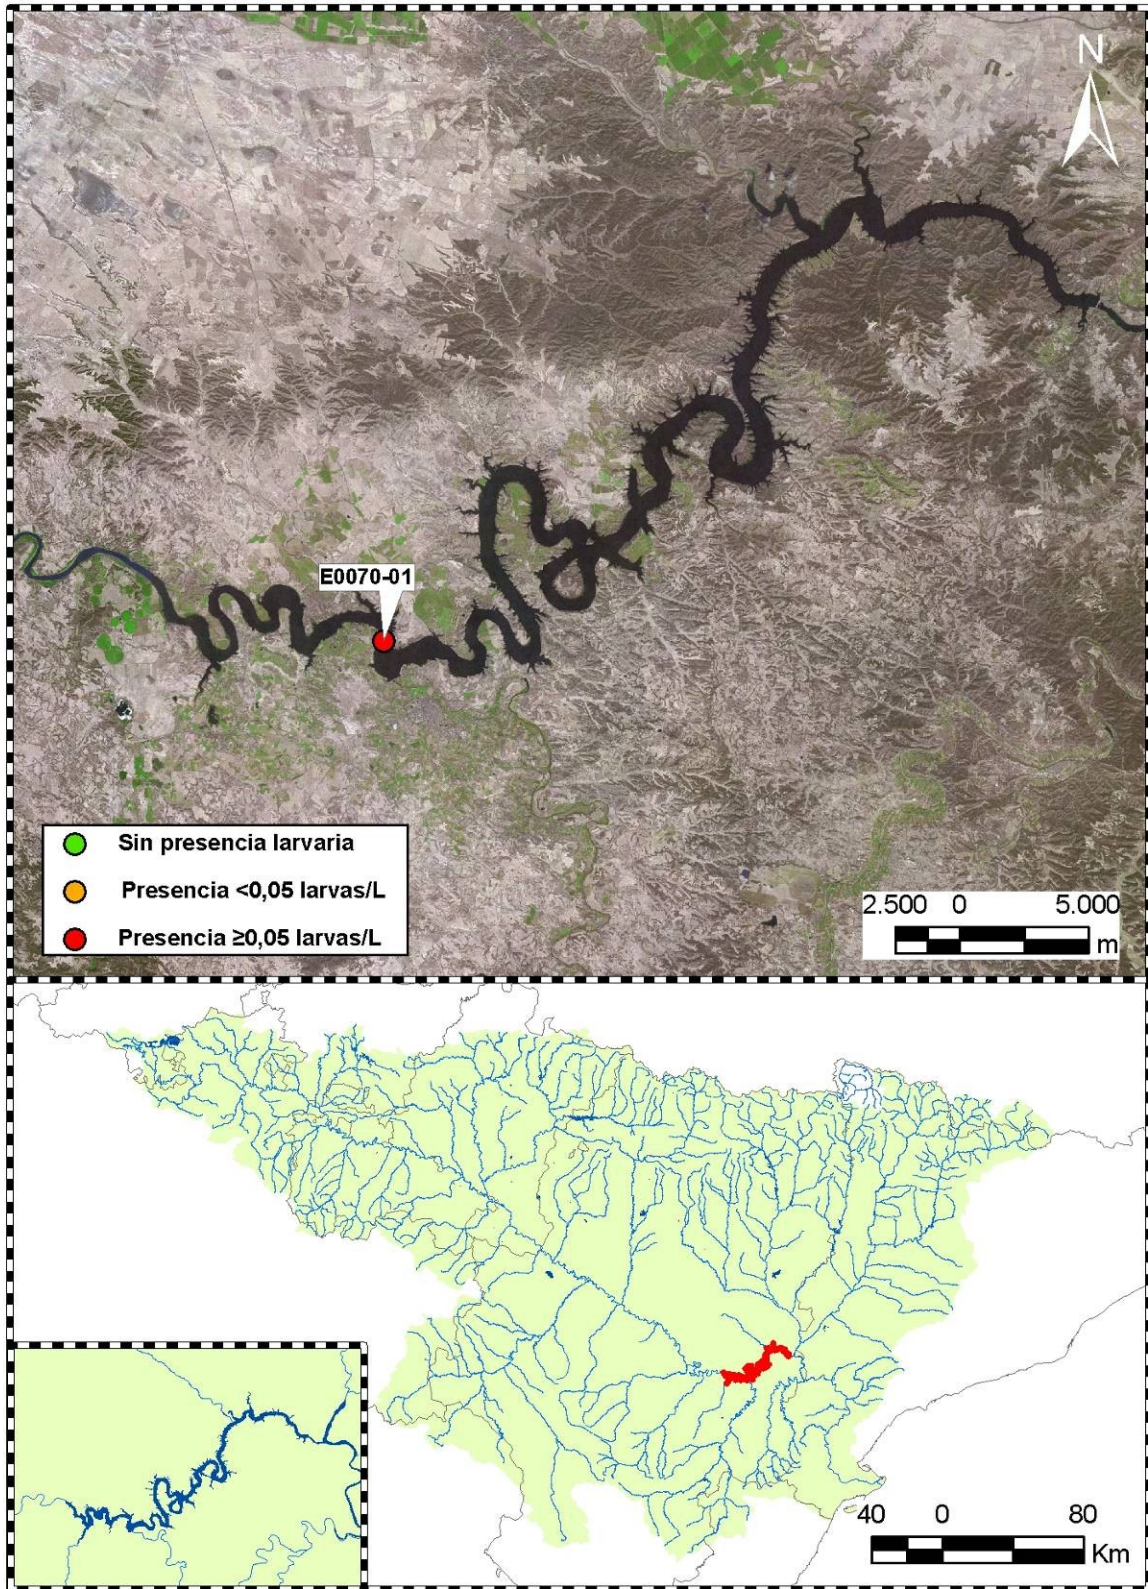 N
E0070-01
Sin presencia larvaria
Presencia <0,05 larvas/L
Presencia ≥0,05 larvas/L
2.500 0 5.000
m
40 0 80
Km